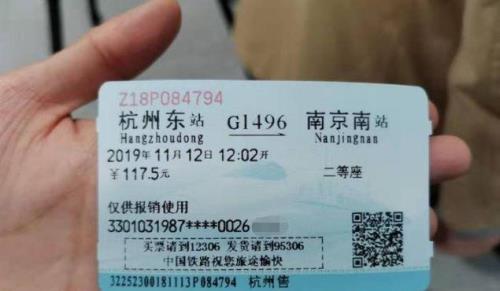 Z18P084794
杭州东站 G1496 南京南站
Hangzhoudong Nanjingnan
2019年11月12日12:02开
￥117.5元 二等座
仅供报销使用
3301031987****0026
买票请到12306 发货请到95306
中国铁路祝您旅途愉快
32252300181113P084794 杭州售